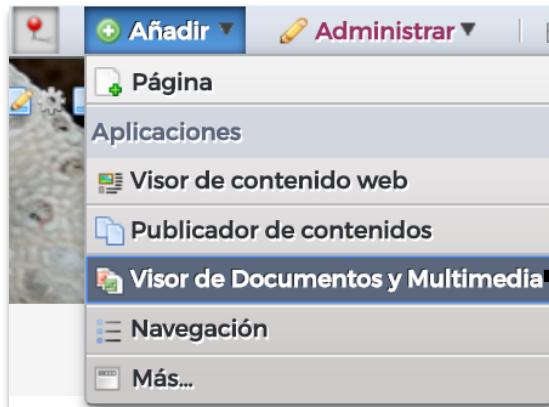 Añadir
Administrar
Página
Aplicaciones
Visor de contenido web
Publicador de contenidos
Visor de Documentos y Multimedia
Navegación
Más...